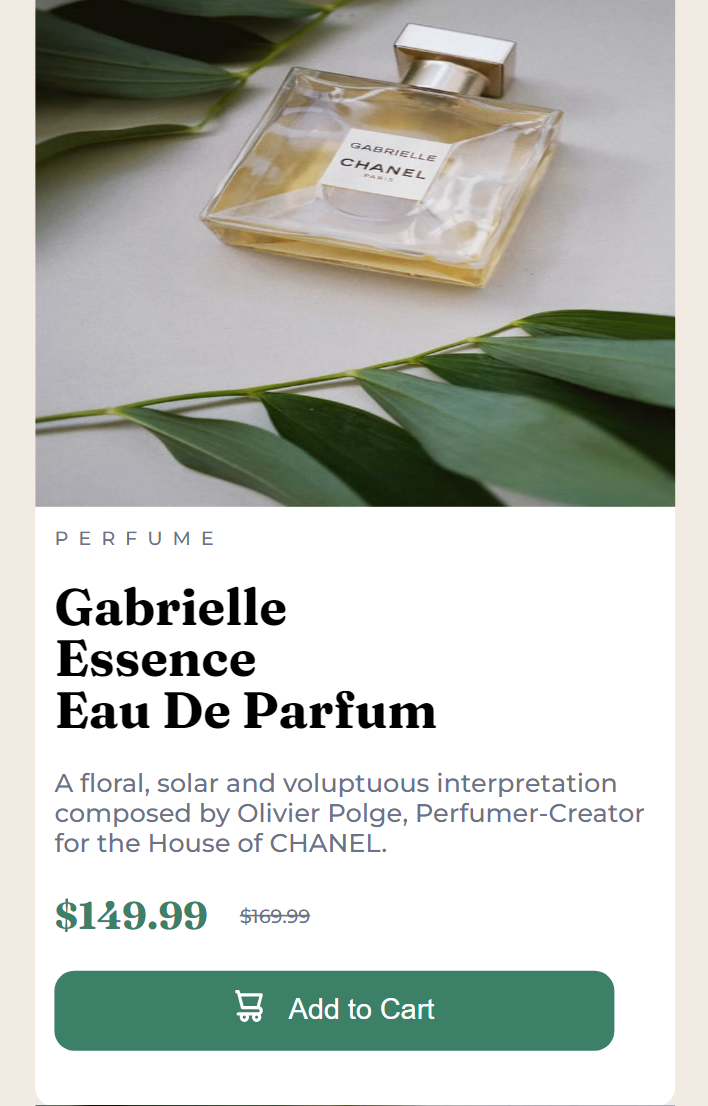 GABRIELLE
CHANEL
PARIS
PERFUME
Gabrielle
Essence
Eau De Parfum
A floral, solar and voluptuous interpretation
composed by Olivier Polge, Perfumer-Creator
for the House of CHANEL.
$149.99 $169.99
Add to Cart